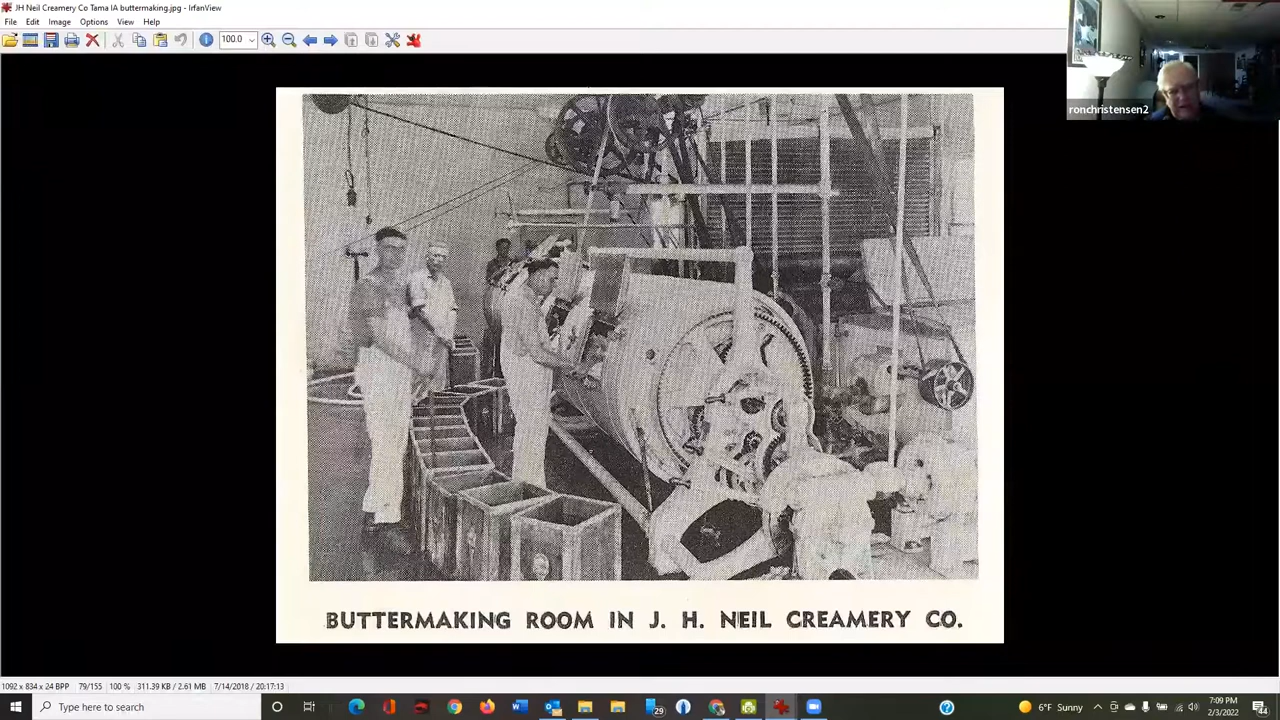 JH Neil Creamery Co Tama IA buttermaking.jpg - IrfanView
File Edit Image Options View Help
100.0
ronchristensen2
BUTTERMAKING ROOM IN J. H. NEIL CREAMERY CO.
1092 x 834 x 24 BPP 79/155 100 % 311.39 KB / 2.61 MB 7/14/2018 / 20:17:13
Type here to search
29
6°F Sunny
7:09 PM
2/3/2022
44